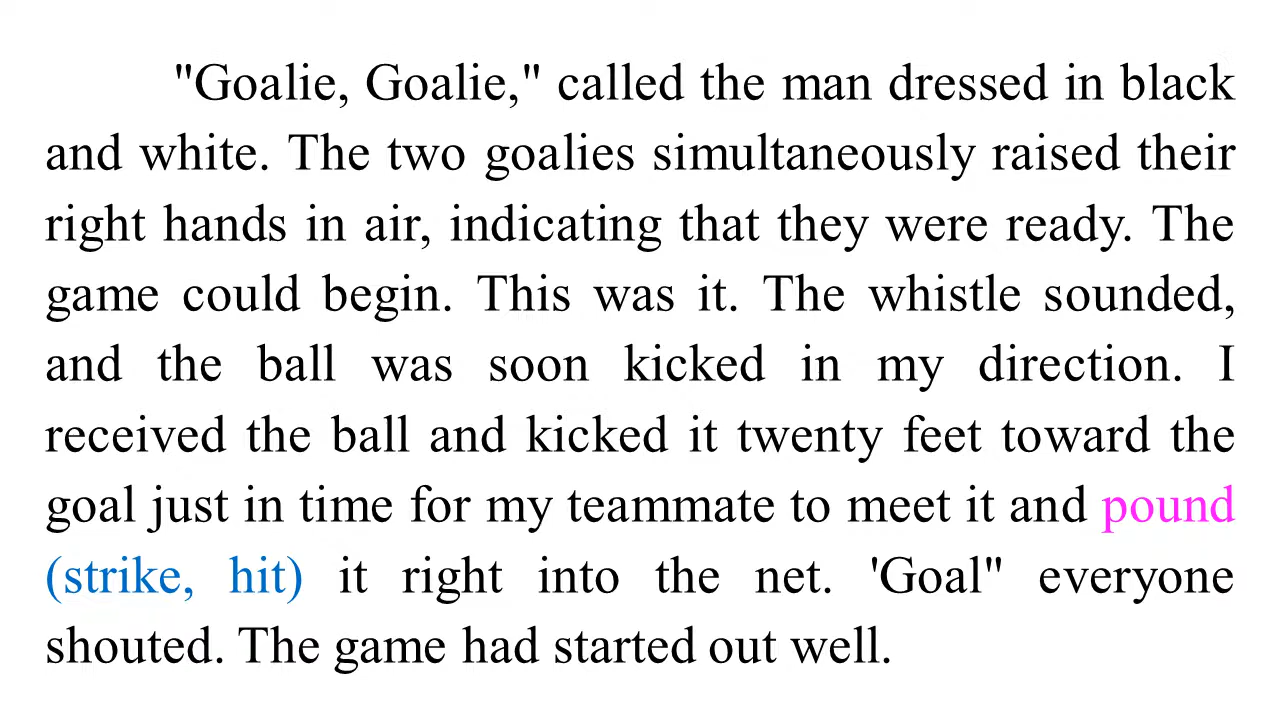 "Goalie, Goalie," called the man dressed in black
and white. The two goalies simultaneously raised their
right hands in air, indicating that they were ready. The
game could begin. This was it. The whistle sounded,
and the ball was soon kicked in my direction. I
received the ball and kicked it twenty feet toward the
goal just in time for my teammate to meet it and pound
(strike, hit) it right into the net. 'Goal" everyone
shouted. The game had started out well.